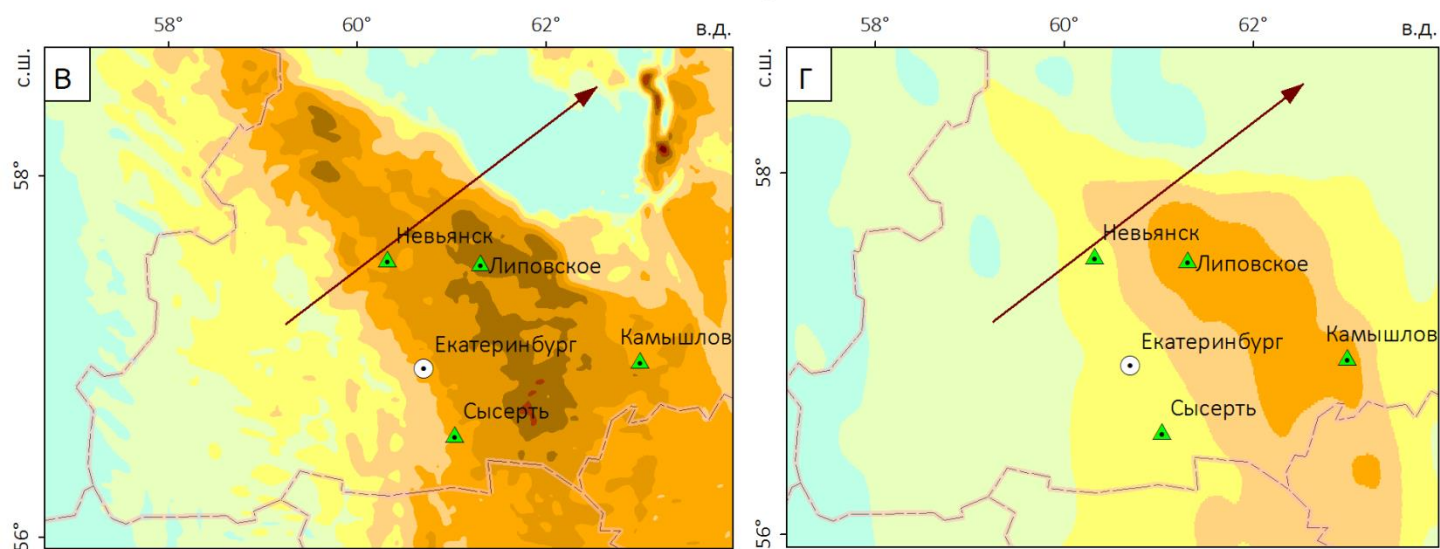 58° 60° 62° в.д.
с.ш.
В
58°
Невьянск
Липовское
Екатеринбург
Камышлов
Сысерть
56°
58° 60° 62° в.д.
с.ш.
Г
58°
Невьянск
Липовское
Екатеринбург
Камышлов
Сысерть
56°